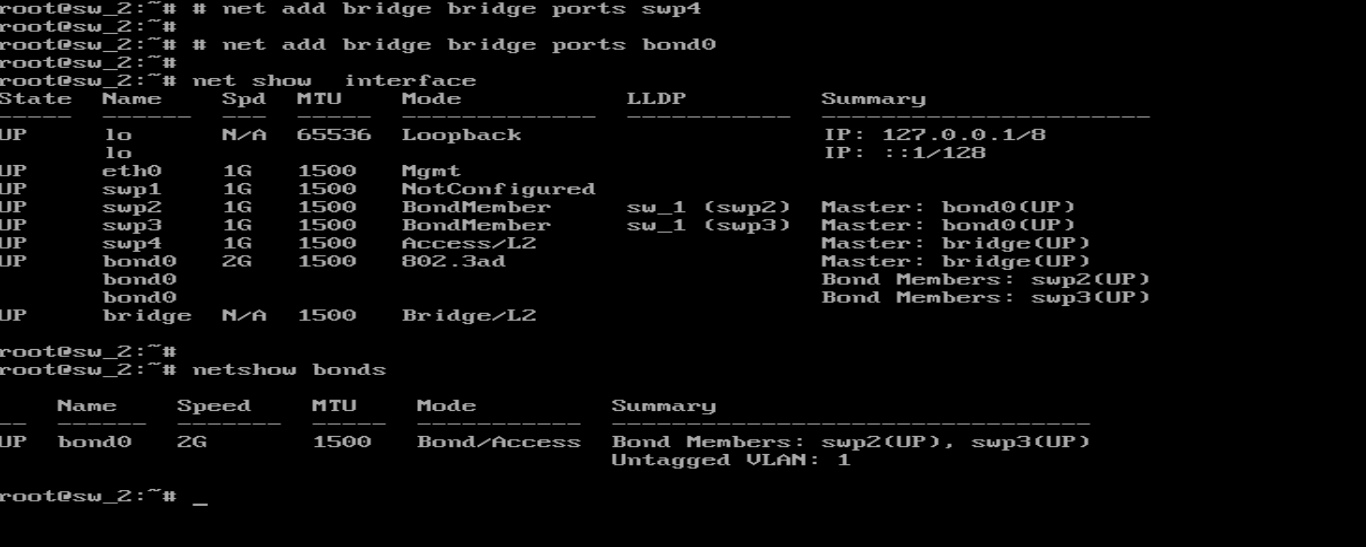 root@sw_2:~# # net add bridge bridge ports swp4
root@sw_2:~#
root@sw_2:~# # net add bridge bridge ports bond0
root@sw_2:~#
root@sw_2:~# net show  interface
State  Name    Spd  MTU    Mode           LLDP         Summary
-----  ------  ---  -----  -------------  -----------  ----------------------
UP     lo      N/A  65536  Loopback                    IP: 127.0.0.1/8
       lo                                              IP: ::1/128
UP     eth0    1G   1500   Mgmt
UP     swp1    1G   1500   NotConfigured
UP     swp2    1G   1500   BondMember     sw_1 (swp2)  Master: bond0(UP)
UP     swp3    1G   1500   BondMember     sw_1 (swp3)  Master: bond0(UP)
UP     swp4    1G   1500   Access/L2                   Master: bridge(UP)
UP     bond0   2G   1500   802.3ad                     Master: bridge(UP)
       bond0                                           Bond Members: swp2(UP)
       bond0                                           Bond Members: swp3(UP)
UP     bridge  N/A  1500   Bridge/L2
root@sw_2:~#
root@sw_2:~# netshow bonds
    Name    Speed    MTU    Mode         Summary
--  ------  -------  -----  -----------  --------------------------------
UP  bond0   2G       1500   Bond/Access  Bond Members: swp2(UP), swp3(UP)
                                         Untagged VLAN: 1
root@sw_2:~# _